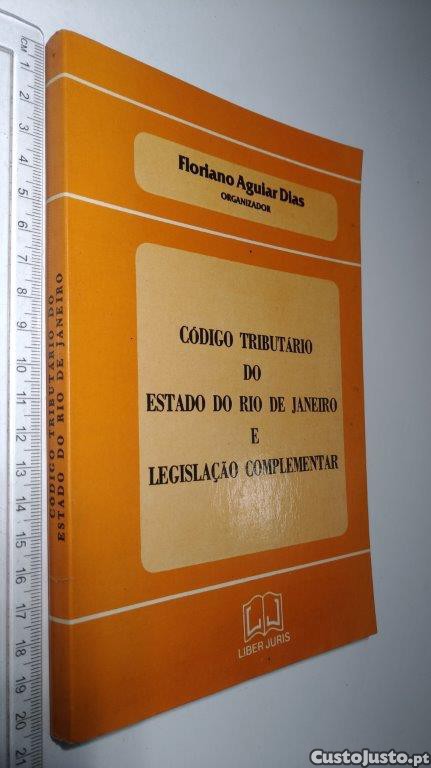 Floriano Aguiar Dias
ORGANIZADOR
CÓDIGO TRIBUTÁRIO
DO
ESTADO DO RIO DE JANEIRO
E
LEGISLAÇÃO COMPLEMENTAR
LIBER JURIS
CÓDIGO TRIBUTÁRIO DO
ESTADO DO RIO DE JANEIRO
CM 1 2 3 4 5 6 7 8 9 10 11 12 13 14 15 16 17 18 19 20 21
CustoJusto.pt